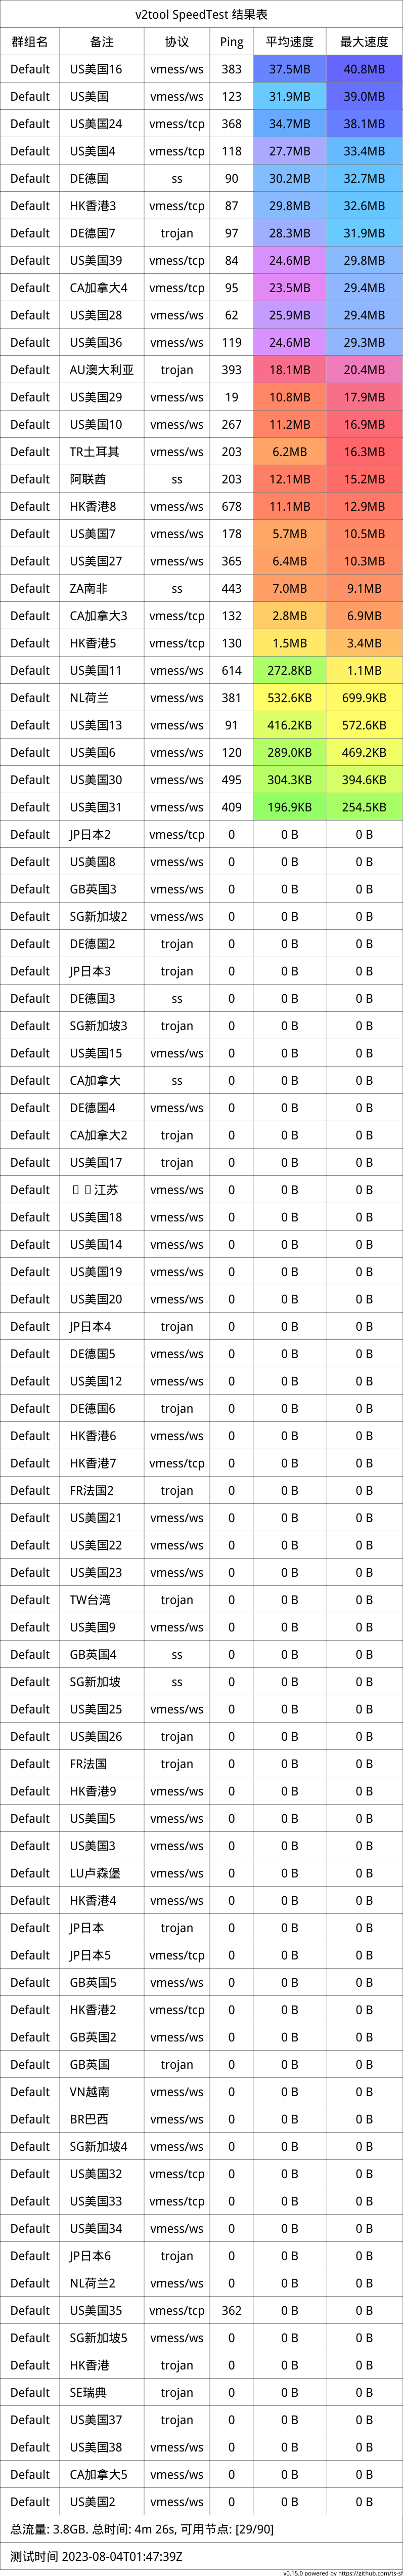 v2tool SpeedTest 结果表
群组名 备注 协议 Ping 平均速度 最大速度
Default US美国16 vmess/ws 383 37.5MB 40.8MB
Default US美国 vmess/ws 123 31.9MB 39.0MB
Default US美国24 vmess/tcp 368 34.7MB 38.1MB
Default US美国4 vmess/tcp 118 27.7MB 33.4MB
Default DE德国 ss 90 30.2MB 32.7MB
Default HK香港3 vmess/tcp 87 29.8MB 32.6MB
Default DE德国7 trojan 97 28.3MB 31.9MB
Default US美国39 vmess/tcp 84 24.6MB 29.8MB
Default CA加拿大4 vmess/tcp 95 23.5MB 29.4MB
Default US美国28 vmess/ws 62 25.9MB 29.4MB
Default US美国36 vmess/ws 119 24.6MB 29.3MB
Default AU澳大利亚 trojan 393 18.1MB 20.4MB
Default US美国29 vmess/ws 19 10.8MB 17.9MB
Default US美国10 vmess/ws 267 11.2MB 16.9MB
Default TR土耳其 vmess/ws 203 6.2MB 16.3MB
Default 阿联酋 ss 203 12.1MB 15.2MB
Default HK香港8 vmess/ws 678 11.1MB 12.9MB
Default US美国7 vmess/ws 178 5.7MB 10.5MB
Default US美国27 vmess/ws 365 6.4MB 10.3MB
Default ZA南非 ss 443 7.0MB 9.1MB
Default CA加拿大3 vmess/tcp 132 2.8MB 6.9MB
Default HK香港5 vmess/tcp 130 1.5MB 3.4MB
Default US美国11 vmess/ws 614 272.8KB 1.1MB
Default NL荷兰 vmess/ws 381 532.6KB 699.9KB
Default US美国13 vmess/ws 91 416.2KB 572.6KB
Default US美国6 vmess/ws 120 289.0KB 469.2KB
Default US美国30 vmess/ws 495 304.3KB 394.6KB
Default US美国31 vmess/ws 409 196.9KB 254.5KB
Default JP日本2 vmess/tcp 0 0 B 0 B
Default US美国8 vmess/ws 0 0 B 0 B
Default GB英国3 vmess/ws 0 0 B 0 B
Default SG新加坡2 vmess/ws 0 0 B 0 B
Default DE德国2 trojan 0 0 B 0 B
Default JP日本3 trojan 0 0 B 0 B
Default DE德国3 ss 0 0 B 0 B
Default SG新加坡3 trojan 0 0 B 0 B
Default US美国15 vmess/ws 0 0 B 0 B
Default CA加拿大 ss 0 0 B 0 B
Default DE德国4 vmess/ws 0 0 B 0 B
Default CA加拿大2 trojan 0 0 B 0 B
Default US美国17 trojan 0 0 B 0 B
Default 江苏 vmess/ws 0 0 B 0 B
Default US美国18 vmess/ws 0 0 B 0 B
Default US美国14 vmess/ws 0 0 B 0 B
Default US美国19 vmess/ws 0 0 B 0 B
Default US美国20 vmess/ws 0 0 B 0 B
Default JP日本4 trojan 0 0 B 0 B
Default DE德国5 vmess/ws 0 0 B 0 B
Default US美国12 vmess/ws 0 0 B 0 B
Default DE德国6 trojan 0 0 B 0 B
Default HK香港6 vmess/ws 0 0 B 0 B
Default HK香港7 vmess/tcp 0 0 B 0 B
Default FR法国2 trojan 0 0 B 0 B
Default US美国21 vmess/ws 0 0 B 0 B
Default US美国22 vmess/ws 0 0 B 0 B
Default US美国23 vmess/ws 0 0 B 0 B
Default TW台湾 trojan 0 0 B 0 B
Default US美国9 vmess/ws 0 0 B 0 B
Default GB英国4 ss 0 0 B 0 B
Default SG新加坡 ss 0 0 B 0 B
Default US美国25 vmess/ws 0 0 B 0 B
Default US美国26 trojan 0 0 B 0 B
Default FR法国 trojan 0 0 B 0 B
Default HK香港9 vmess/ws 0 0 B 0 B
Default US美国5 vmess/ws 0 0 B 0 B
Default US美国3 vmess/ws 0 0 B 0 B
Default LU卢森堡 vmess/ws 0 0 B 0 B
Default HK香港4 vmess/ws 0 0 B 0 B
Default JP日本 trojan 0 0 B 0 B
Default JP日本5 vmess/tcp 0 0 B 0 B
Default GB英国5 vmess/ws 0 0 B 0 B
Default HK香港2 vmess/tcp 0 0 B 0 B
Default GB英国2 vmess/ws 0 0 B 0 B
Default GB英国 trojan 0 0 B 0 B
Default VN越南 vmess/ws 0 0 B 0 B
Default BR巴西 vmess/ws 0 0 B 0 B
Default SG新加坡4 vmess/ws 0 0 B 0 B
Default US美国32 vmess/tcp 0 0 B 0 B
Default US美国33 vmess/tcp 0 0 B 0 B
Default US美国34 vmess/ws 0 0 B 0 B
Default JP日本6 trojan 0 0 B 0 B
Default NL荷兰2 vmess/ws 0 0 B 0 B
Default US美国35 vmess/tcp 362 0 B 0 B
Default SG新加坡5 vmess/ws 0 0 B 0 B
Default HK香港 trojan 0 0 B 0 B
Default SE瑞典 trojan 0 0 B 0 B
Default US美国37 trojan 0 0 B 0 B
Default US美国38 vmess/ws 0 0 B 0 B
Default CA加拿大5 vmess/ws 0 0 B 0 B
Default US美国2 vmess/ws 0 0 B 0 B
总流量: 3.8GB. 总时间: 4m 26s, 可用节点: [29/90]
测试时间 2023-08-04T01:47:39Z
v0.15.0 powered by https://github.com/ts-sf